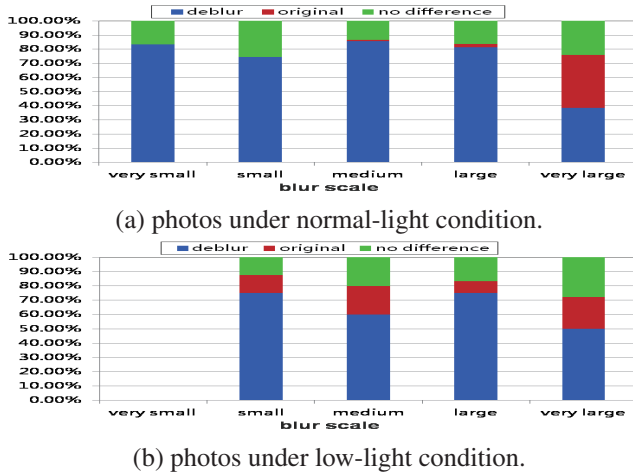 deblur original no difference
100.00%
90.00%
80.00%
70.00%
60.00%
50.00%
40.00%
30.00%
20.00%
10.00%
0.00%
very small small medium large very large
blur scale
(a) photos under normal-light condition.
deblur original no difference
100.00%
90.00%
80.00%
70.00%
60.00%
50.00%
40.00%
30.00%
20.00%
10.00%
0.00%
very small small medium large very large
blur scale
(b) photos under low-light condition.